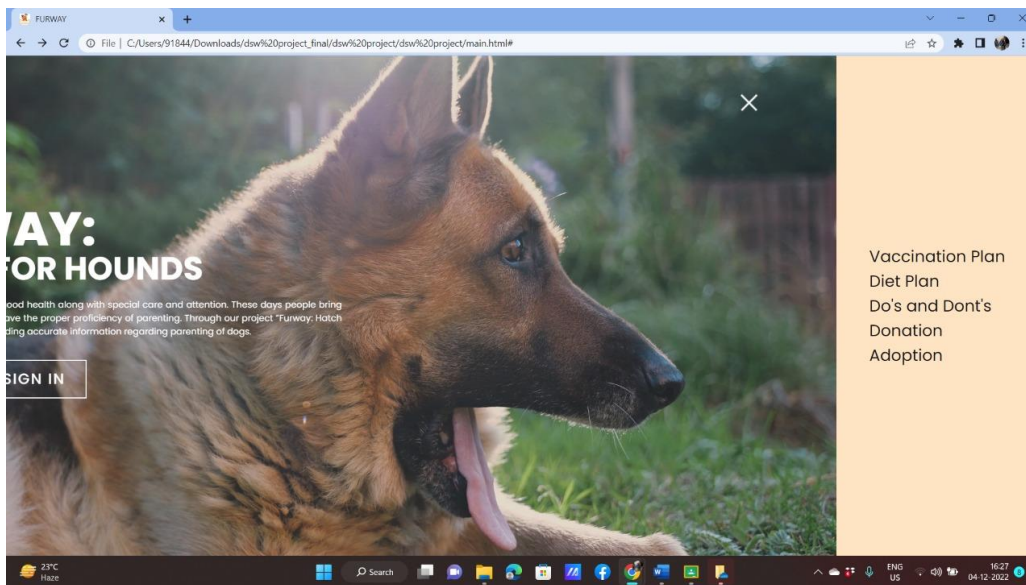 FURWAY
File | C:/Users/91844/Downloads/dsw%20project_final/dsw%20project/dsw%20project/main.html#
WAY:
FOR HOUNDS
ood health along with special care and attention. These days people bring
ave the proper proficiency of parenting. Through our project "Furway: Hatch
ding accurate information regarding parenting of dogs.
SIGN IN
Vaccination Plan
Diet Plan
Do's and Dont's
Donation
Adoption
23°C
Haze
Search
ENG
US
16:27
04-12-2022